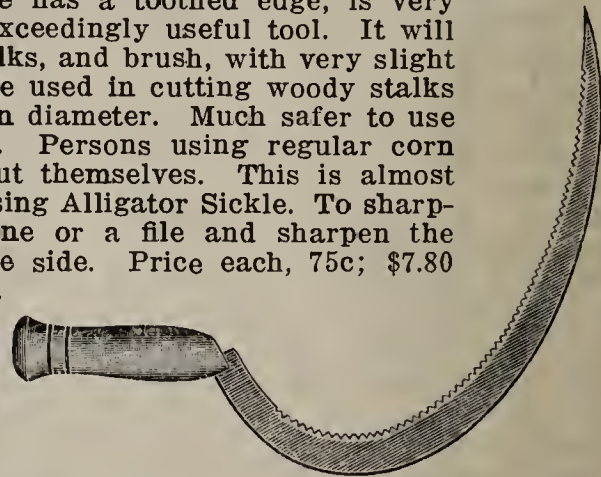 e has a toothed edge, is very
xceedingly useful tool. It will
lks, and brush, with very slight
e used in cutting woody stalks
n diameter. Much safer to use
. Persons using regular corn
ut themselves. This is almost
sing Alligator Sickle. To sharp-
ne or a file and sharpen the
e side. Price each, 75c; $7.80